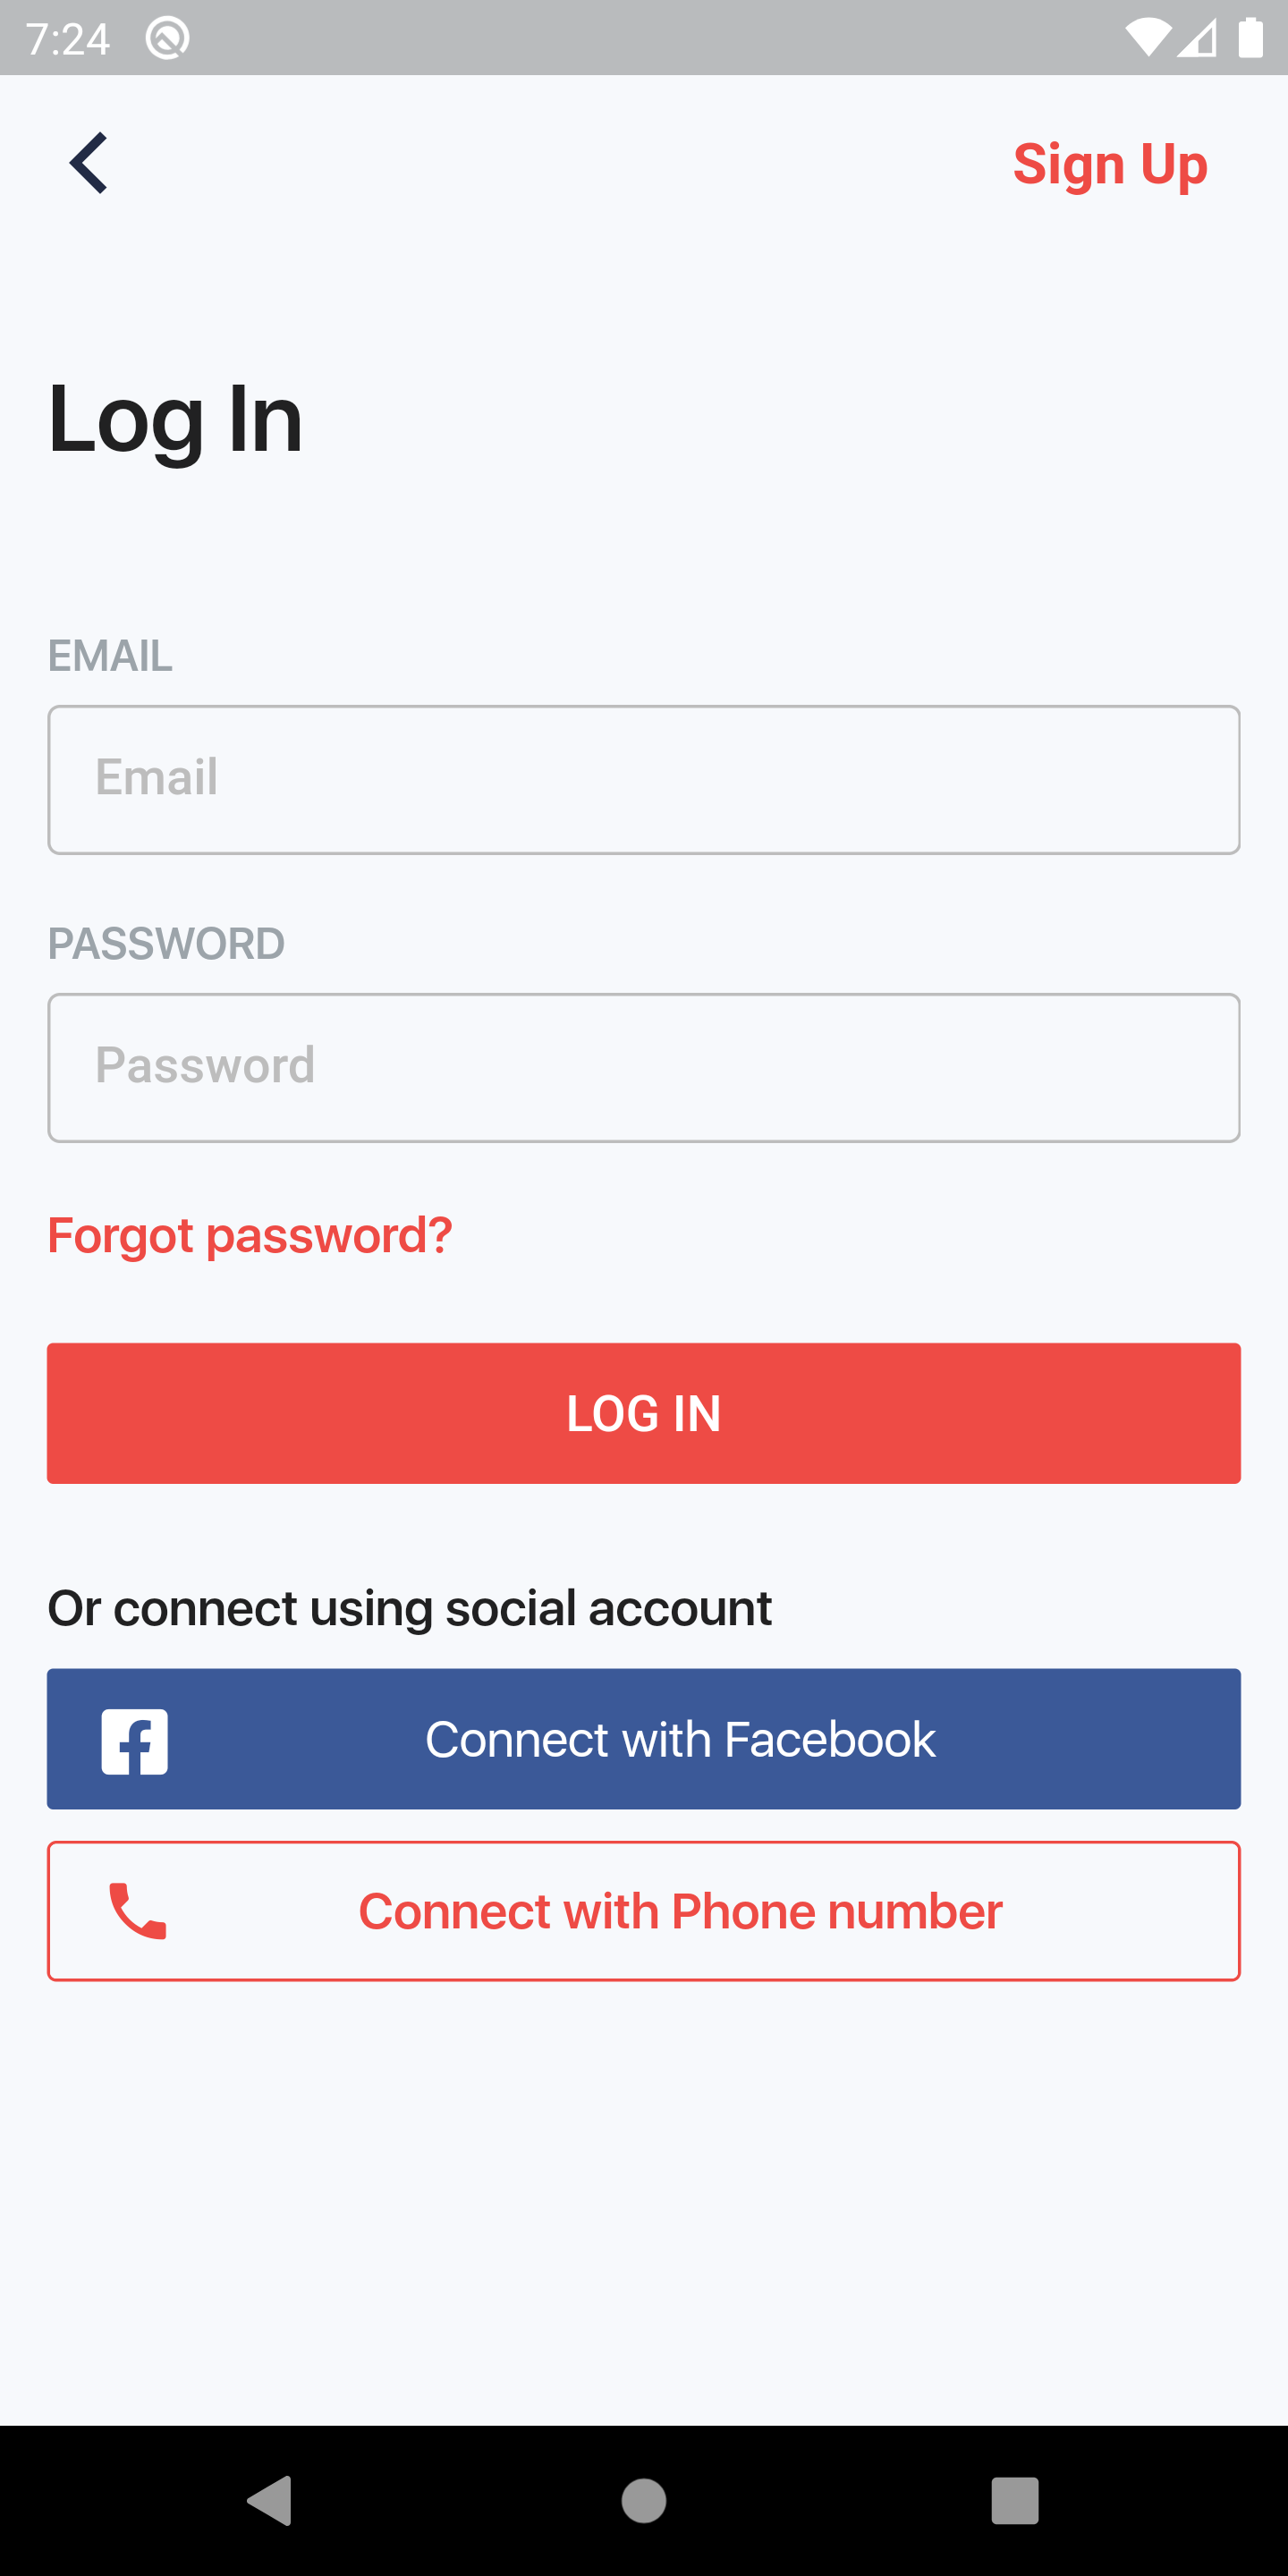 7:24
Sign Up
Log In
EMAIL
Email
PASSWORD
Password
Forgot password?
LOG IN
Or connect using social account
Connect with Facebook
Connect with Phone number